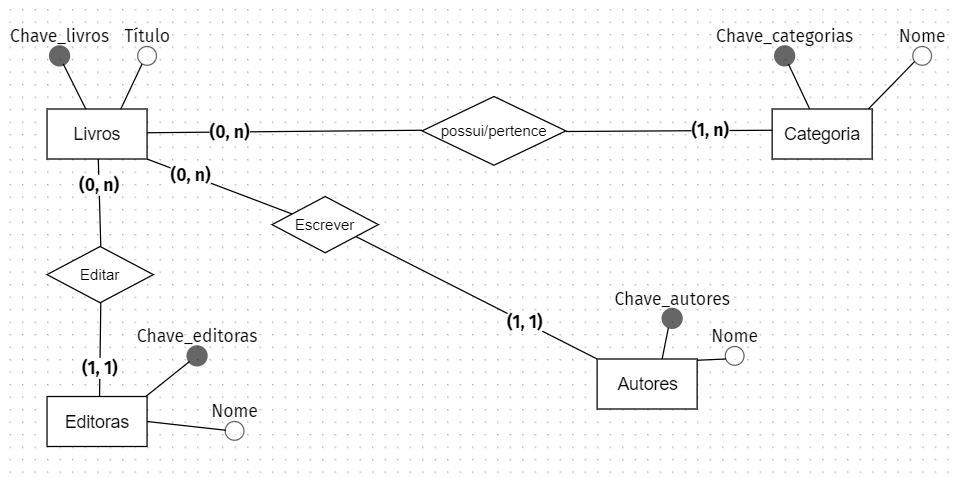 Chave_livros Título
Chave_categorias Nome
Livros (0, n) possui/pertence (1, n) Categoria
(0, n) (0, n)
Escrever
Editar
Chave_autores
(1, 1)
Chave_editoras Nome
(1, 1)
Autores
Nome
Editoras